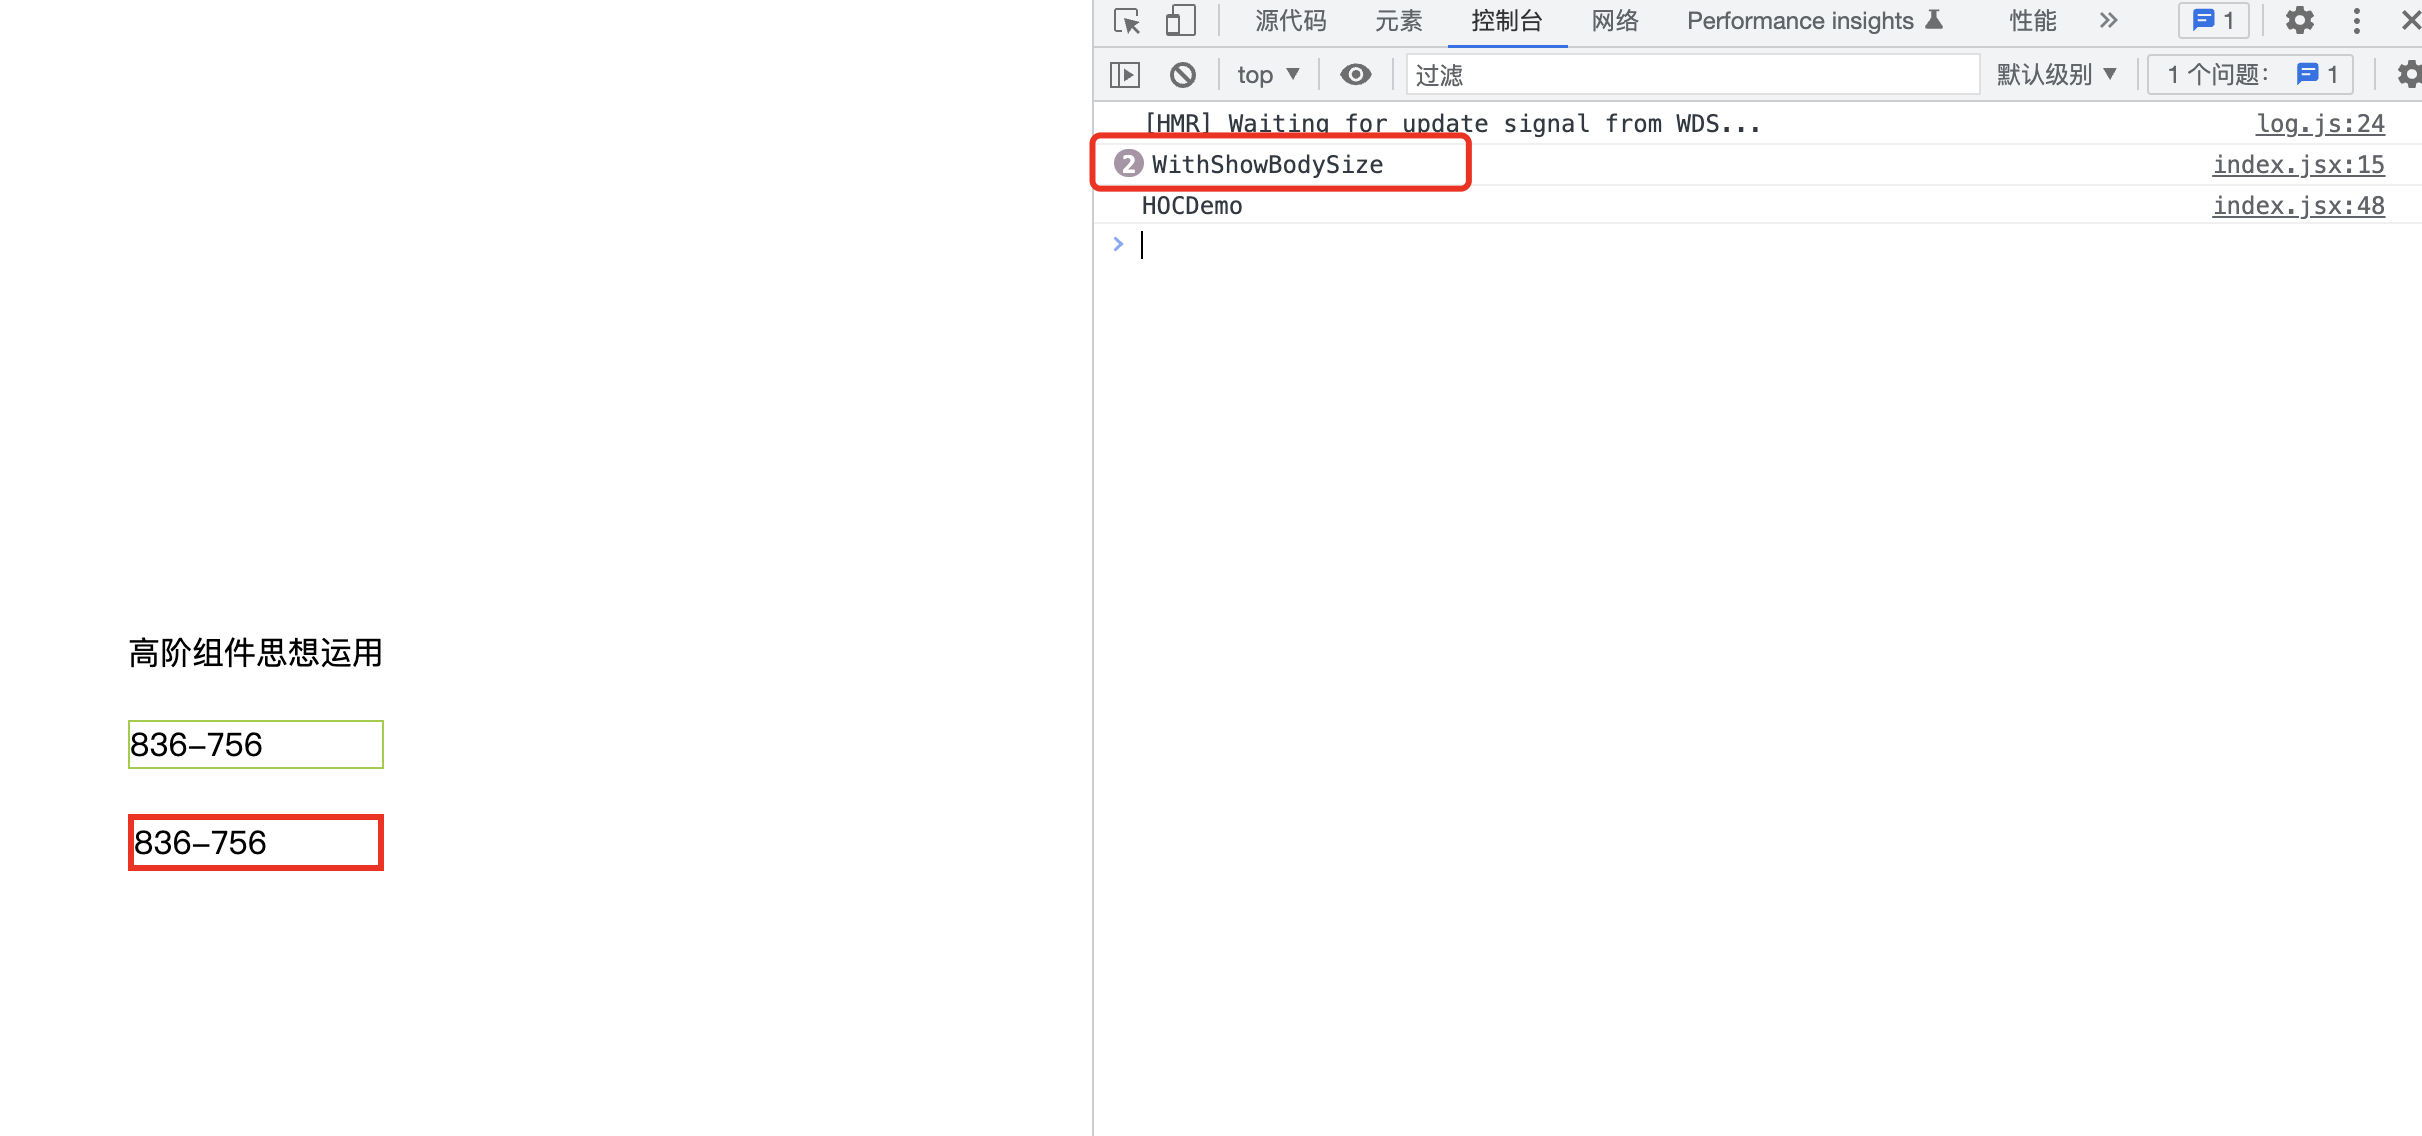 高阶组件思想运用
836-756
836-756
源代码 元素 控制台 网络 Performance insights 性能 1
top 过滤 默认级别 1 个问题: 1
[HMR] Waiting for update signal from WDS... log.js:24
2 WithShowBodySize index.jsx:15
HOCDemo index.jsx:48